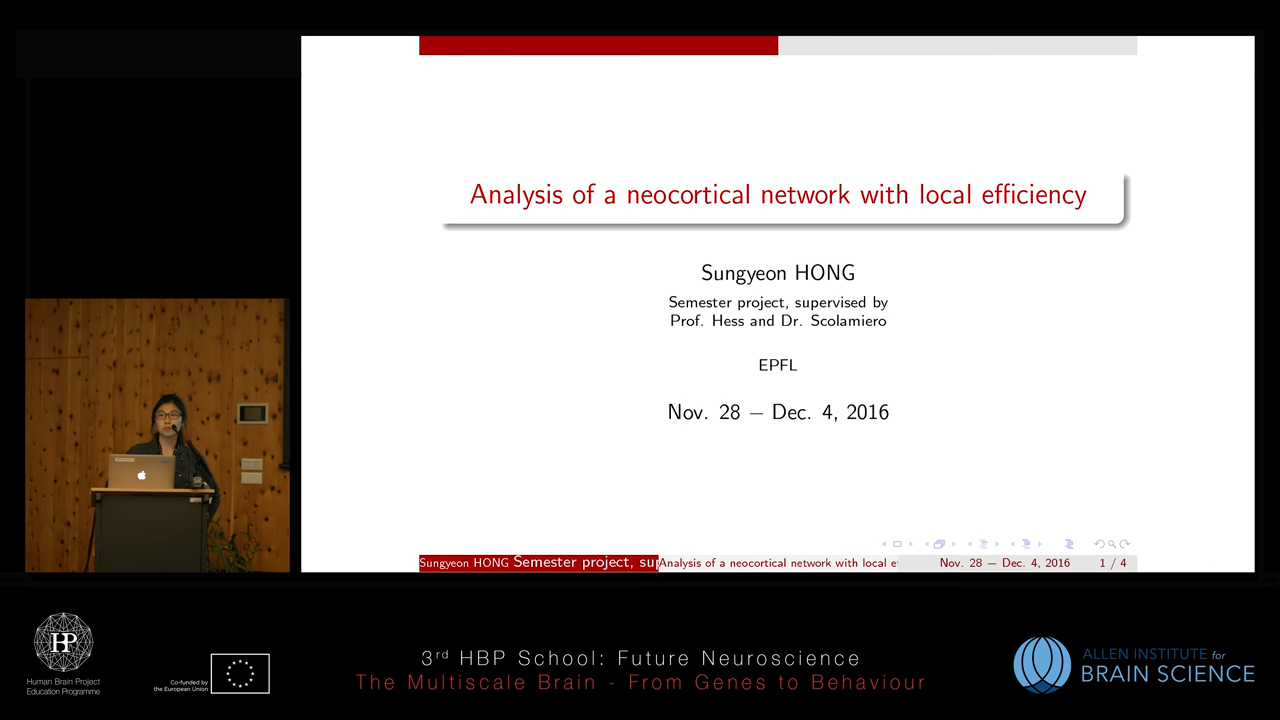 Analysis of a neocortical network with local efficiency
Sungyeon HONG
Semester project, supervised by
Prof. Hess and Dr. Scolamiero
EPFL
Nov. 28 – Dec. 4, 2016
Sungyeon HONG Semester project, sup
Analysis of a neocortical network with local ef
Nov. 28 – Dec. 4, 2016
1 / 4
HP
Human Brain Project
Education Programme
Co-funded by
the European Union
3rd HBP School: Future Neuroscience
The Multiscale Brain - From Genes to Behaviour
ALLEN INSTITUTE for
BRAIN SCIENCE